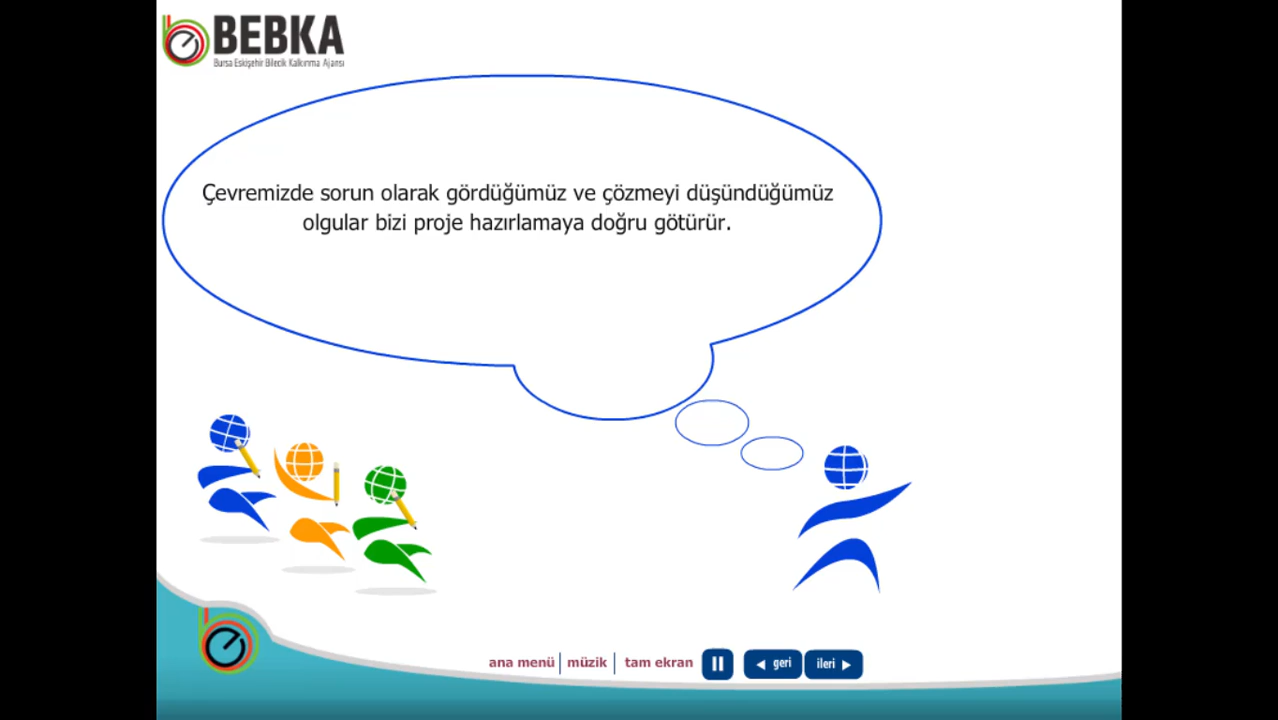 BEBKA
Bursa Eskişehir Bilecik Kalkınma Ajansı
Çevremizde sorun olarak gördüğümüz ve çözmeyi düşündüğümüz
olgular bizi proje hazırlamaya doğru götürür.
ana menü müzik tam ekran geri ileri